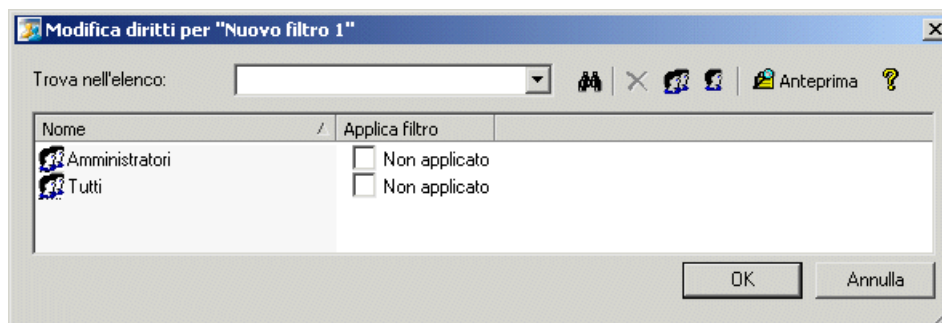 Modifica diritti per "Nuovo filtro 1"
Trova nell'elenco:
Anteprima
Nome Applica filtro
Amministratori Non applicato
Tutti Non applicato
OK Annulla